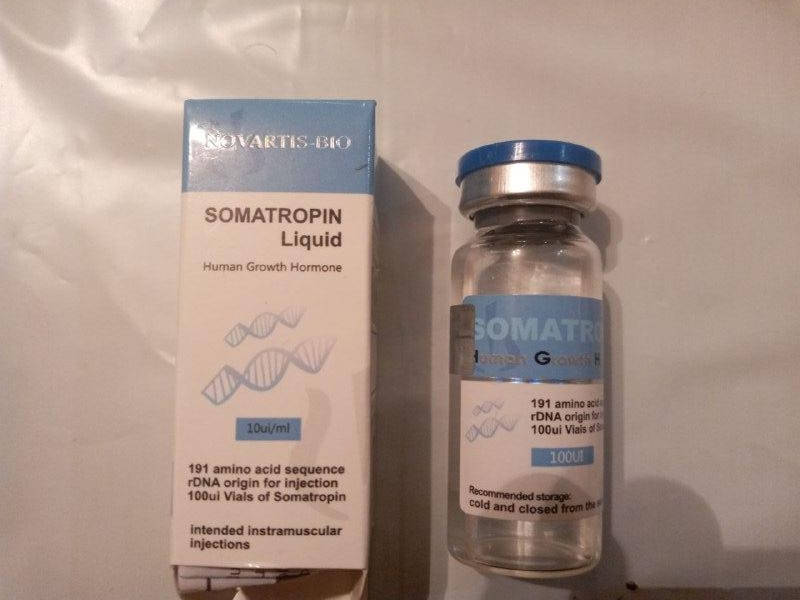 NOVARTIS-BIO
SOMATROPIN
Liquid
Human Growth Hormone
10ui/ml
191 amino acid sequence
rDNA origin for injection
100ui Vials of Somatropin
intended instramuscular
injections
SOMATRO
Human Growth H
191 amino acid
rDNA origin for
100ui Vials of
100UI
Recommended storage:
cold and closed from the